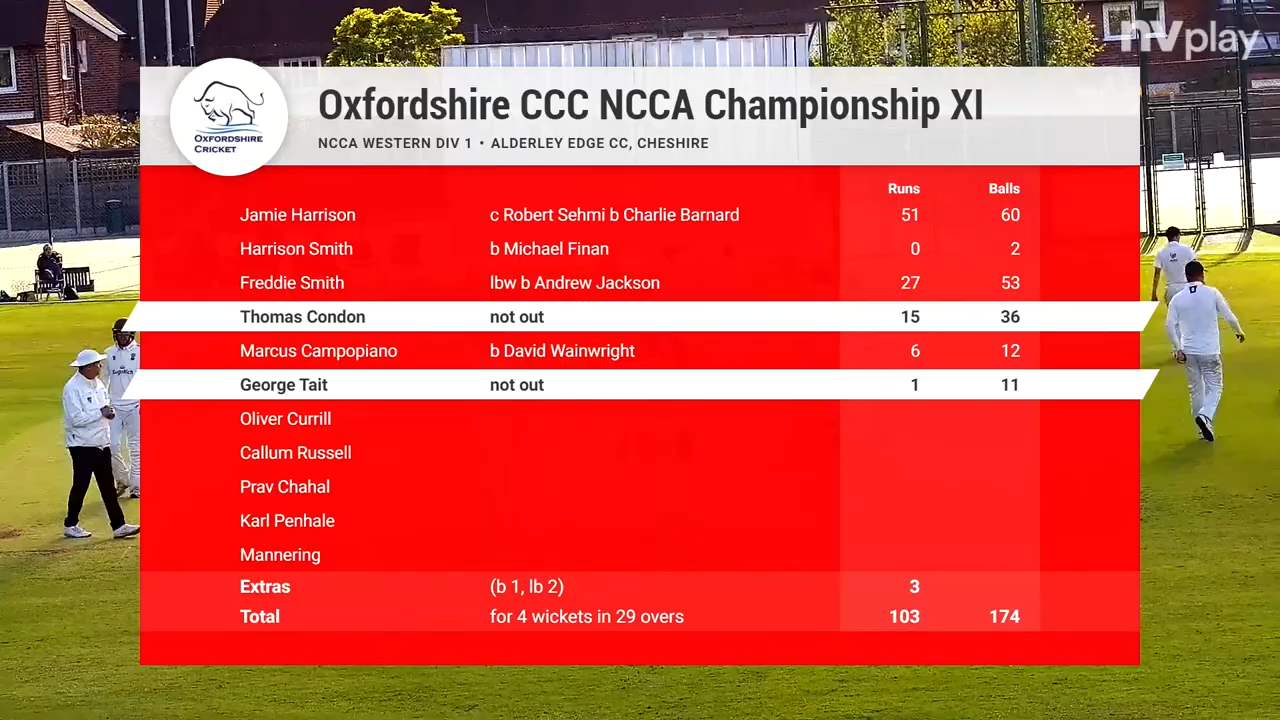 nvplay
Oxfordshire CCC NCCA Championship XI
NCCA WESTERN DIV 1 • ALDERLEY EDGE CC, CHESHIRE
OXFORDSHIRE
CRICKET
Runs Balls
Jamie Harrison c Robert Sehmi b Charlie Barnard 51 60
Harrison Smith b Michael Finan 0 2
Freddie Smith lbw b Andrew Jackson 27 53
Thomas Condon not out 15 36
Marcus Campopiano b David Wainwright 6 12
George Tait not out 1 11
Oliver Currill
Callum Russell
Prav Chahal
Karl Penhale
Mannering
Extras (b 1, lb 2) 3
Total for 4 wickets in 29 overs 103 174